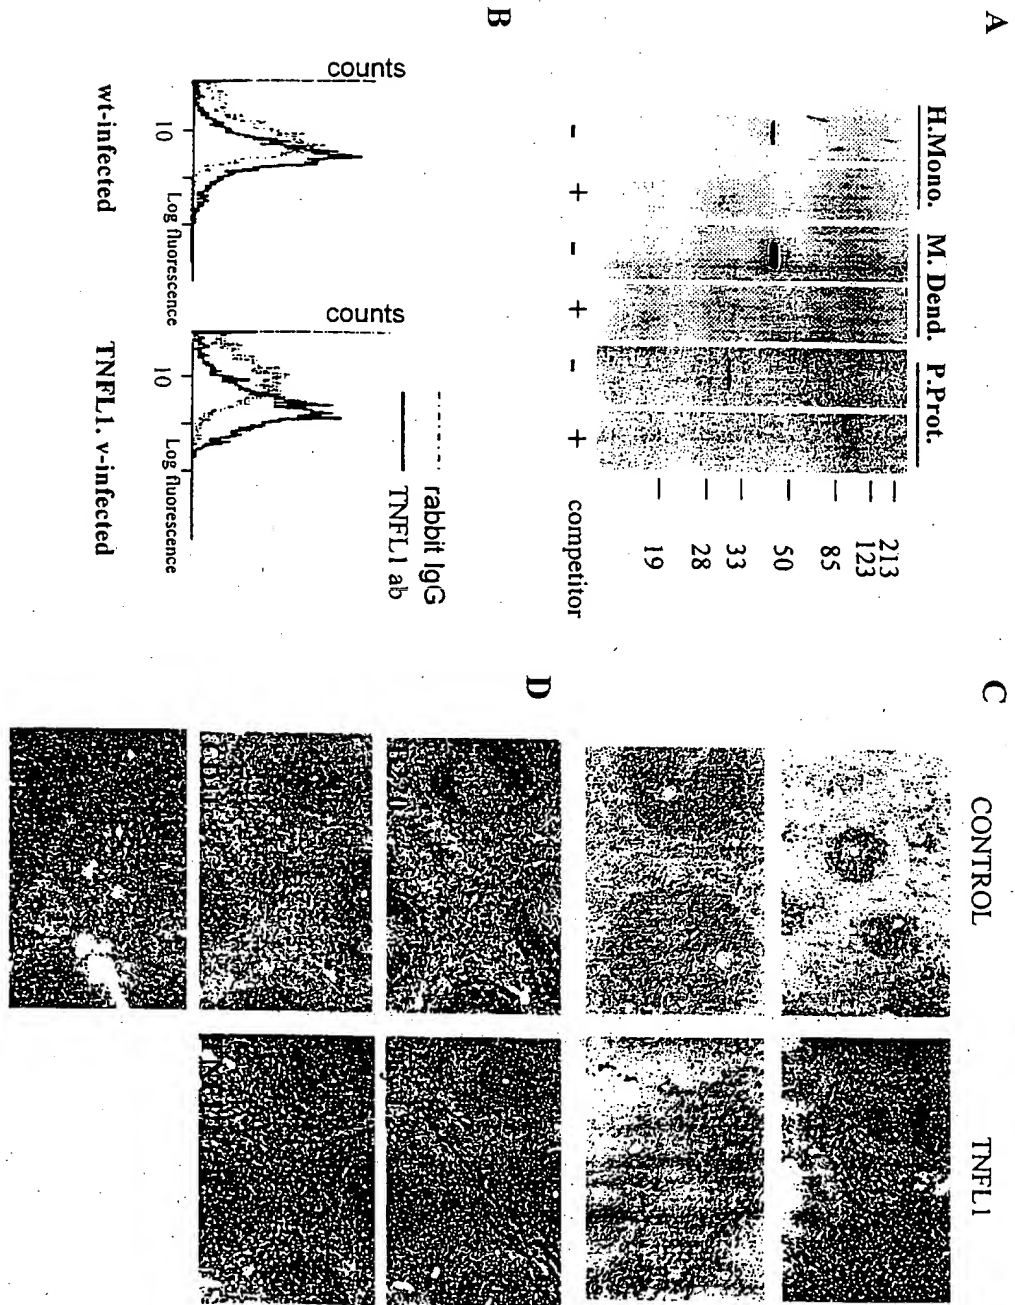 A
H.Mono. M. Dend. P.Prot.
213
123
85
50
33
28
19
- + - + - + competitor
B
counts
10
Log fluorescence
wt-infected
counts
10
Log fluorescence
TNFL1. v-infected
rabbit IgG
TNFL1 ab
C
CONTROL TNFL1
D
B220